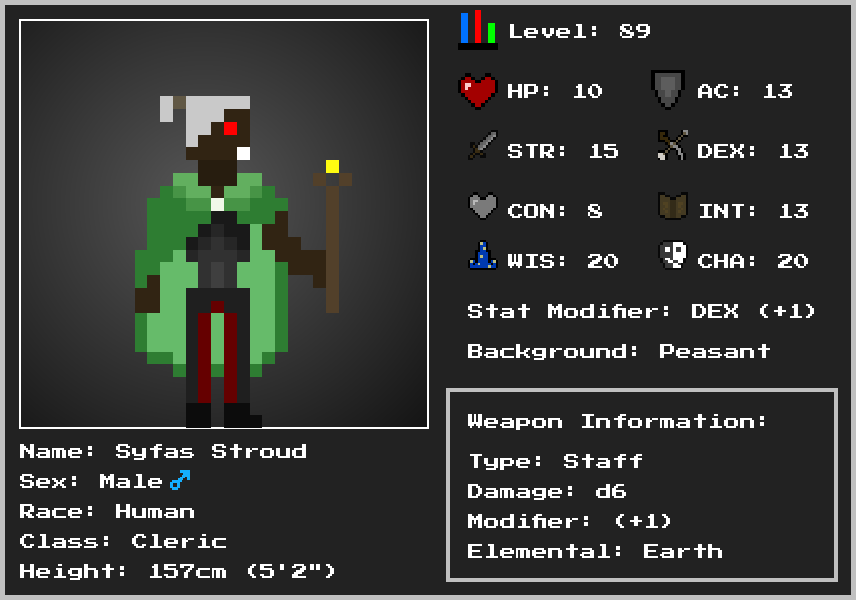 Level: 89
HP: 10 AC: 13
STR: 15 DEX: 13
CON: 8 INT: 13
WIS: 20 CHA: 20
Stat Modifier: DEX (+1)
Background: Peasant
Weapon Information:
Type: Staff
Damage: d6
Modifier: (+1)
Elemental: Earth
Name: Syfas Stroud
Sex: Male ♂
Race: Human
Class: Cleric
Height: 157cm (5'2")